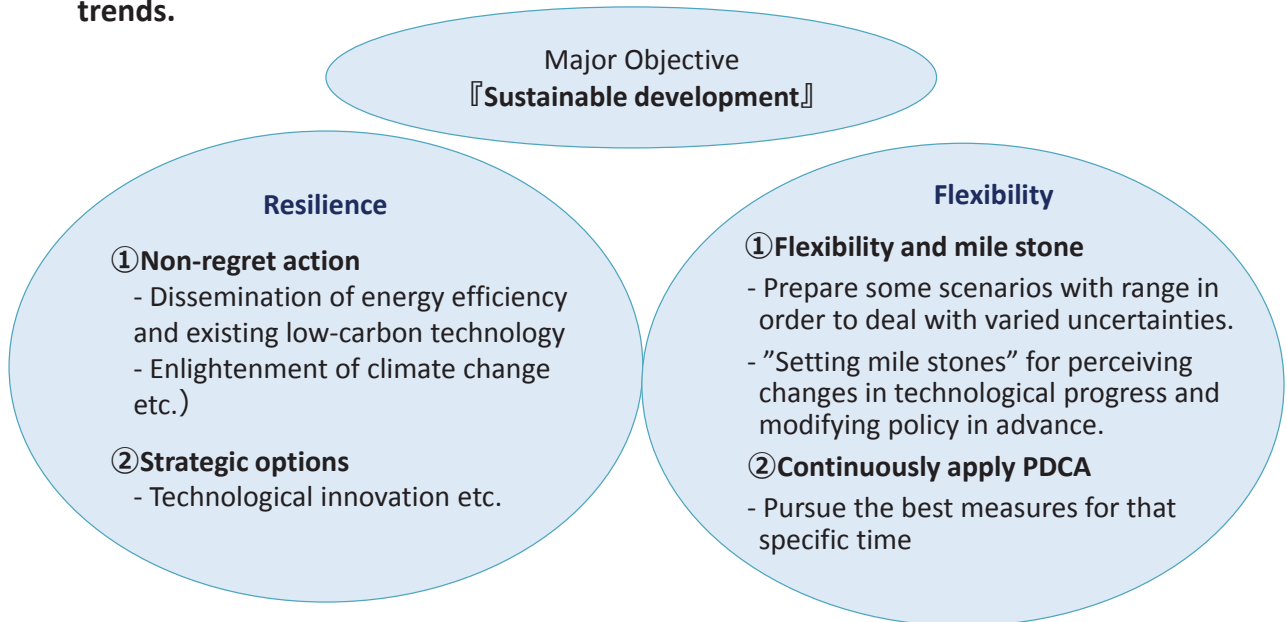 trends.
Major Objective
『Sustainable development』
Resilience
①Non-regret action
- Dissemination of energy efficiency
and existing low-carbon technology
- Enlightenment of climate change
etc.）
②Strategic options
- Technological innovation etc.
Flexibility
①Flexibility and mile stone
- Prepare some scenarios with range in
order to deal with varied uncertainties.
- ”Setting mile stones” for perceiving
changes in technological progress and
modifying policy in advance.
②Continuously apply PDCA
- Pursue the best measures for that
specific time